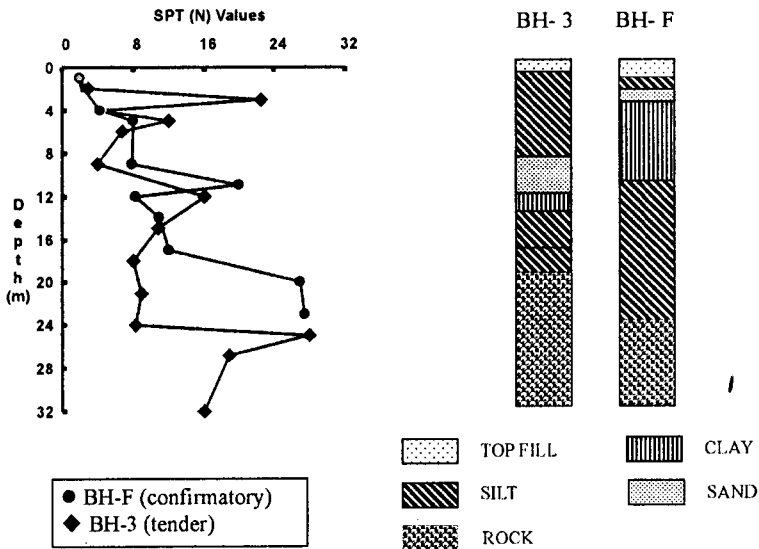 SPT (N) Values
0 8 16 24 32
0
4
8
12
16
20
24
28
32
Depth
(m)
BH-F (confirmatory)
BH-3 (tender)
BH- 3 BH- F
TOP FILL
CLAY
SILT
SAND
ROCK